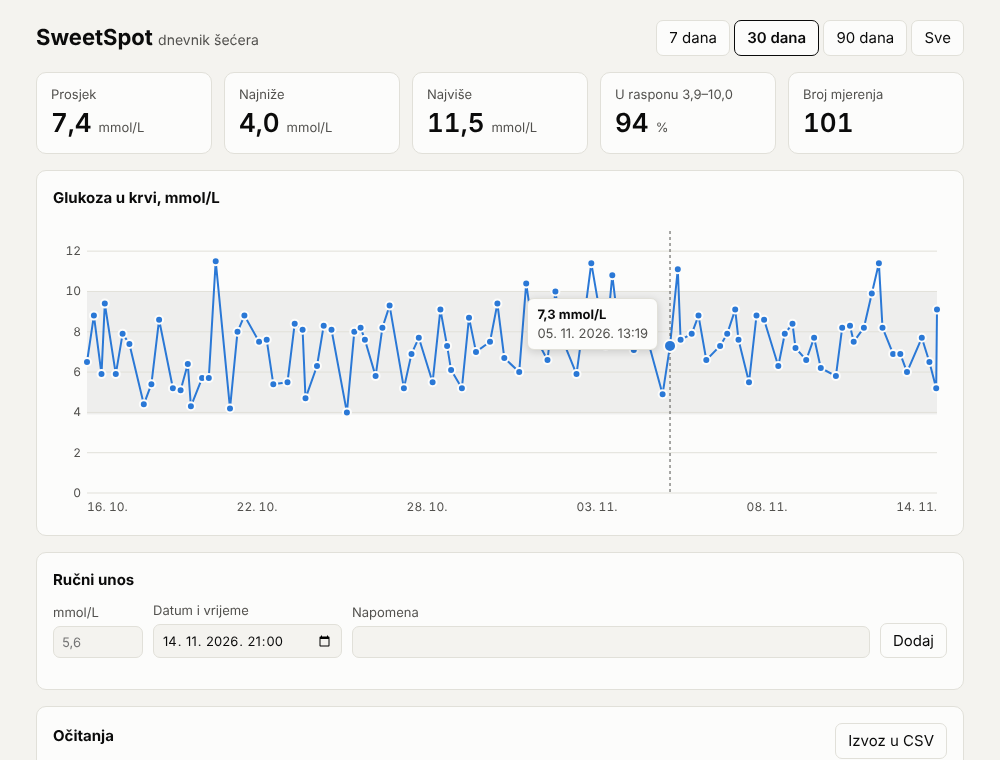 SweetSpot dnevnik šećera
7 dana 30 dana 90 dana Sve
Prosjek
7,4 mmol/L
Najniže
4,0 mmol/L
Najviše
11,5 mmol/L
U rasponu 3,9–10,0
94 %
Broj mjerenja
101
Glukoza u krvi, mmol/L
12
10
8
6
4
2
0
7,3 mmol/L
05. 11. 2026. 13:19
16. 10. 22. 10. 28. 10. 03. 11. 08. 11. 14. 11.
Ručni unos
mmol/L Datum i vrijeme Napomena
5,6 14. 11. 2026. 21:00 Dodaj
Očitanja Izvoz u CSV